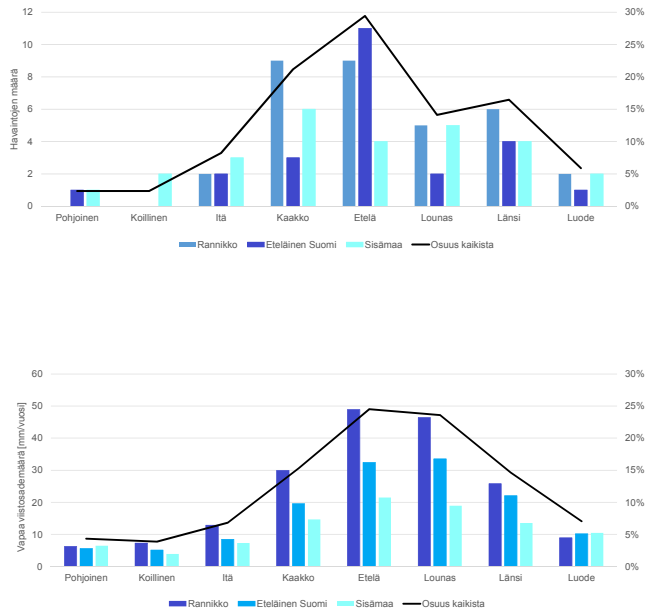 12 30%
10 25%
8 20%
6 15%
4 10%
2 5%
0 0%
Havaintojen määrä
Pohjoinen Koillinen Itä Kaakko Etelä Lounas Länsi Luode
Rannikko Eteläinen Suomi Sisämaa Osuus kaikista
60 30%
50 25%
40 20%
30 15%
20 10%
10 5%
0 0%
Vapaa viistosademäärä [mm/vuosi]
Pohjoinen Koillinen Itä Kaakko Etelä Lounas Länsi Luode
Rannikko Eteläinen Suomi Sisämaa Osuus kaikista